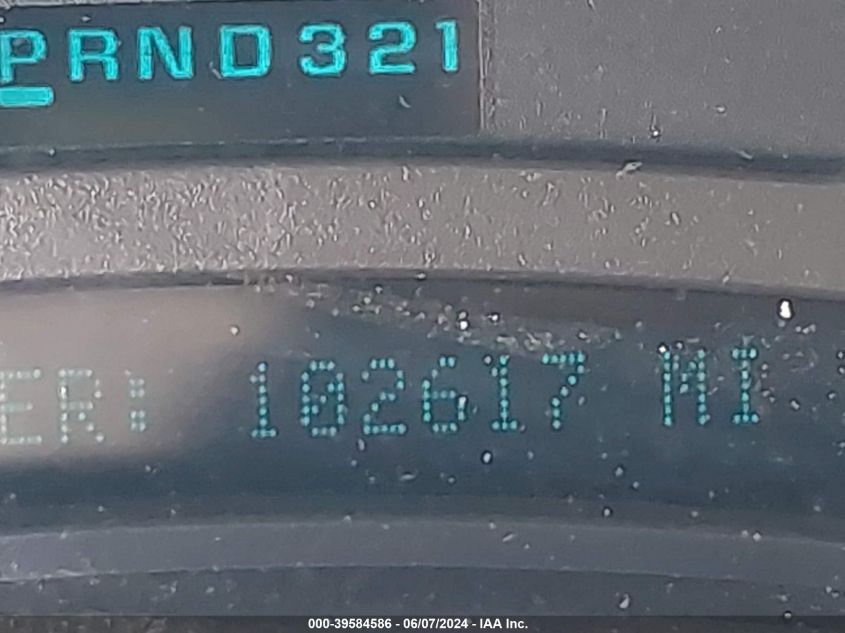 PRND321
ER: 102617 MI
000-39584586 - 06/07/2024 - IAA Inc.